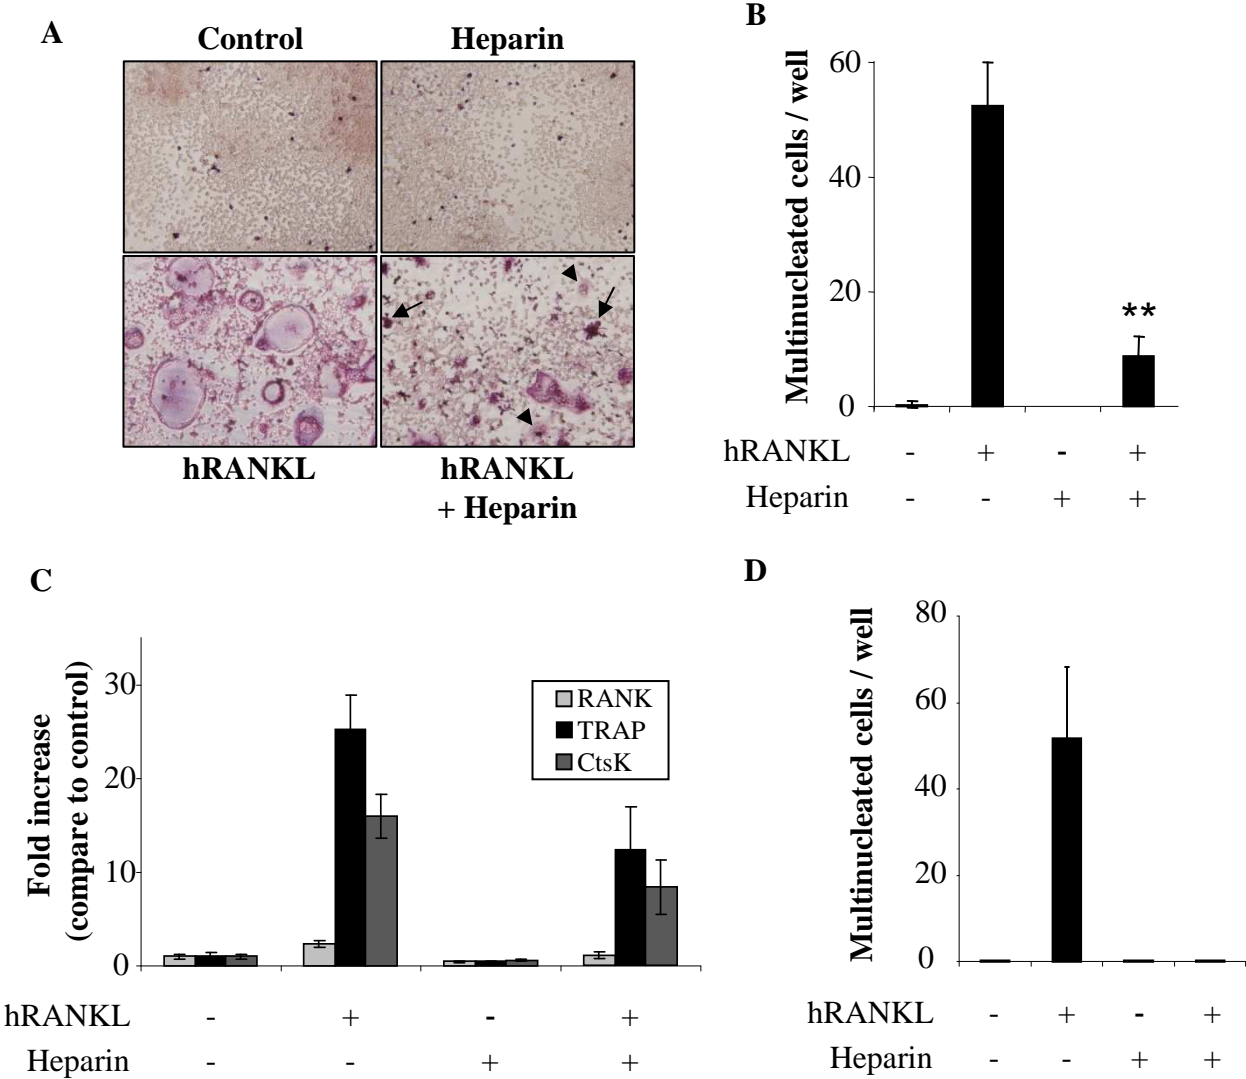 A
Control Heparin
hRANKL hRANKL
+ Heparin
B
Multinucleated cells / well
60
40
20
0
**
hRANKL - + - +
Heparin - - + +
C
Fold increase
(compare to control)
30
20
10
0
RANK
TRAP
CtsK
hRANKL - + - +
Heparin - - + +
D
Multinucleated cells / well
80
60
40
20
0
hRANKL - + - +
Heparin - - + +